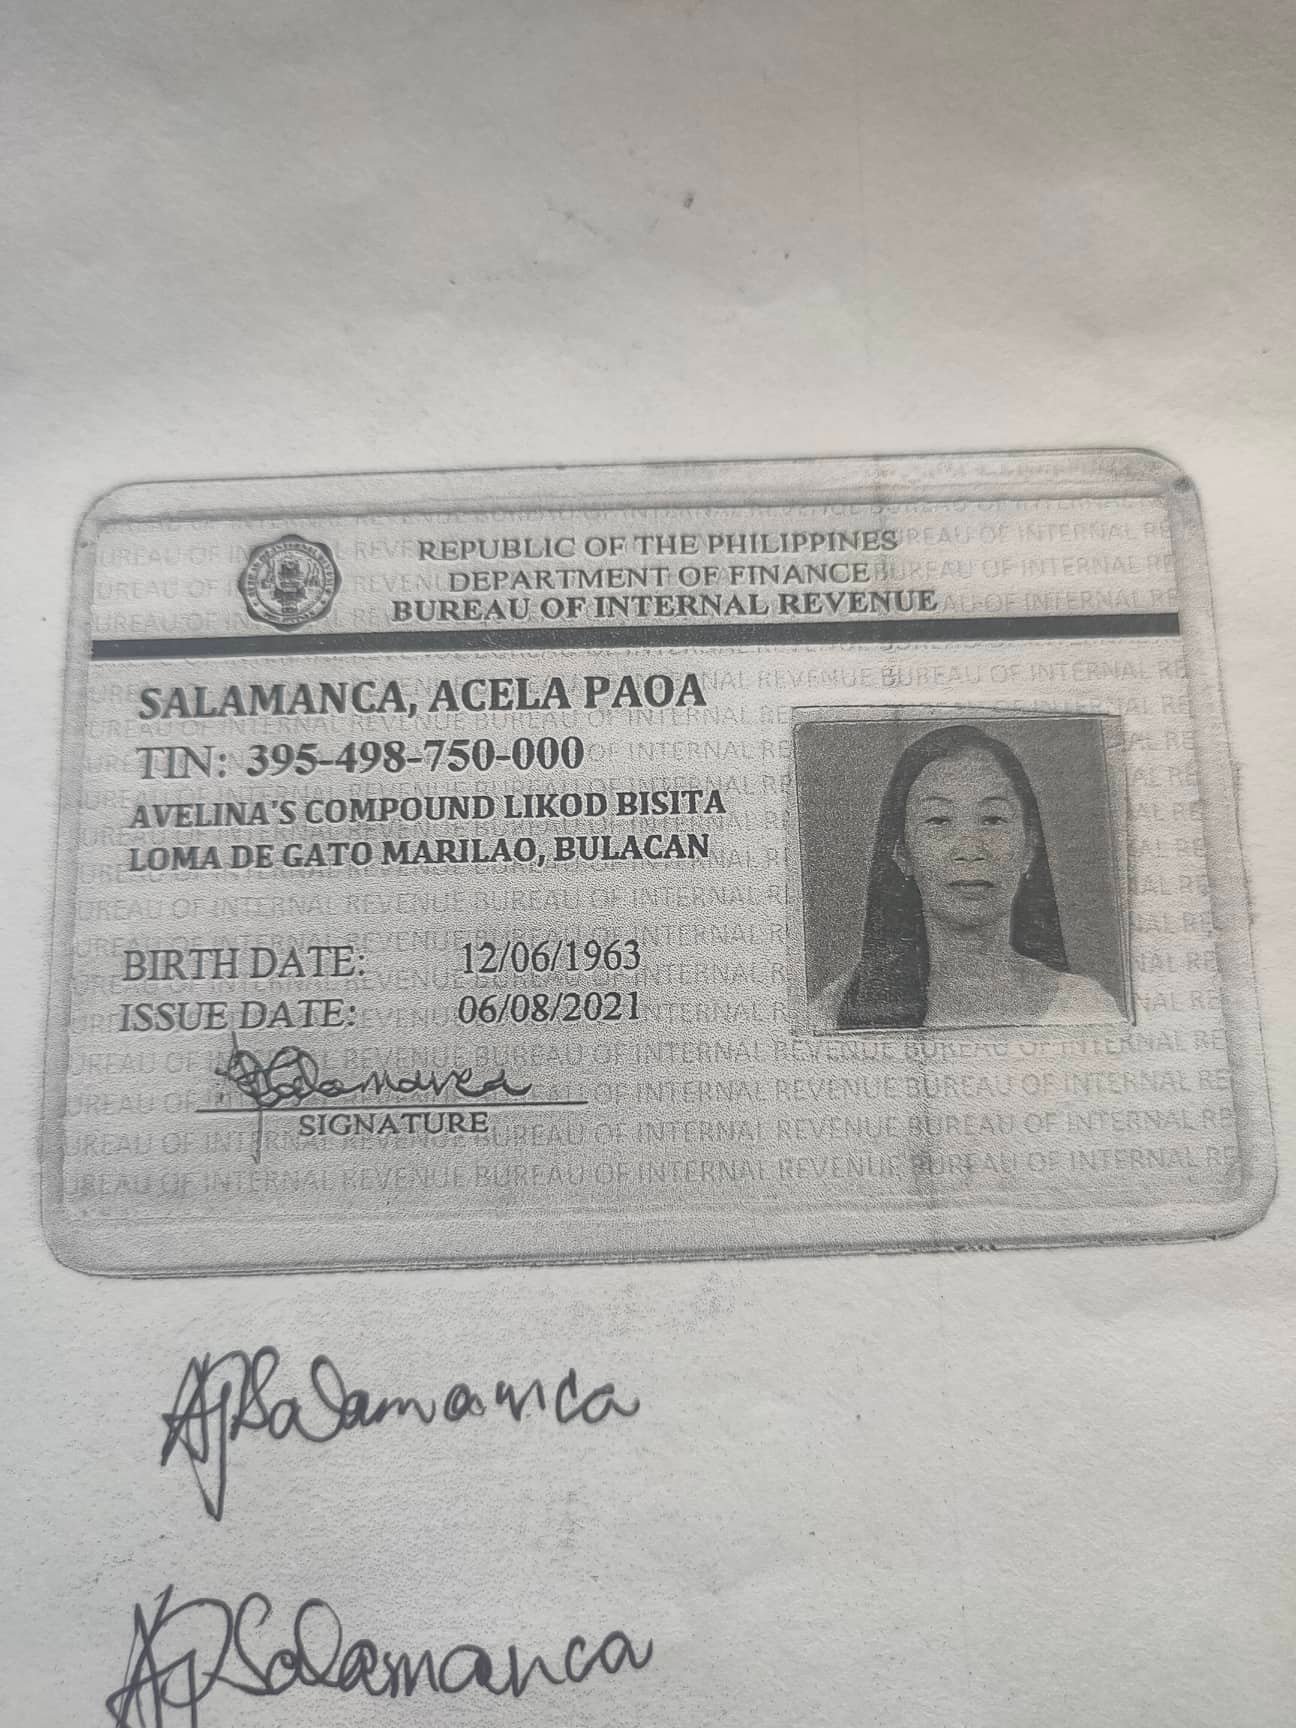 REPUBLIC OF THE PHILIPPINES
DEPARTMENT OF FINANCE
BUREAU OF INTERNAL REVENUE
SALAMANCA, ACELA PAOA
TIN: 395-498-750-000
AVELINA'S COMPOUND LIKOD BISITA
LOMA DE GATO MARILAO, BULACAN
BIRTH DATE: 12/06/1963
ISSUE DATE: 06/08/2021
APSalamanca
SIGNATURE
APSalamanca
APSalamanca